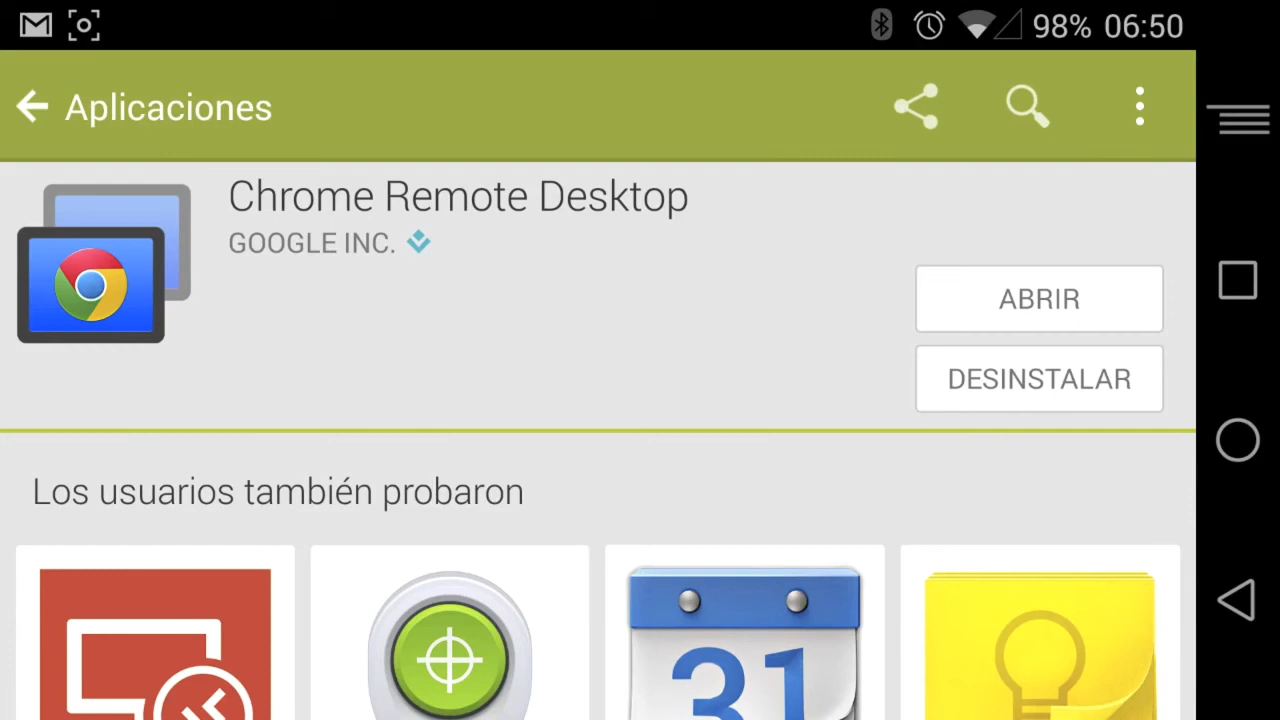 98% 06:50
Aplicaciones
Chrome Remote Desktop
GOOGLE INC.
ABRIR
DESINSTALAR
Los usuarios también probaron
31